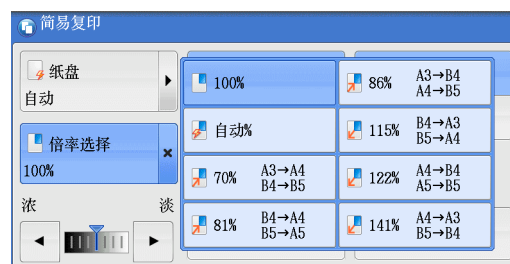 简易复印
纸盘
自动
倍率选择
100%
浓 淡
100%
自动%
70% A3→A4
B4→B5
81% B4→A4
B5→A5
86% A3→B4
A4→B5
115% B4→A3
B5→A4
122% A4→B4
A5→B5
141% A4→A3
B5→B4